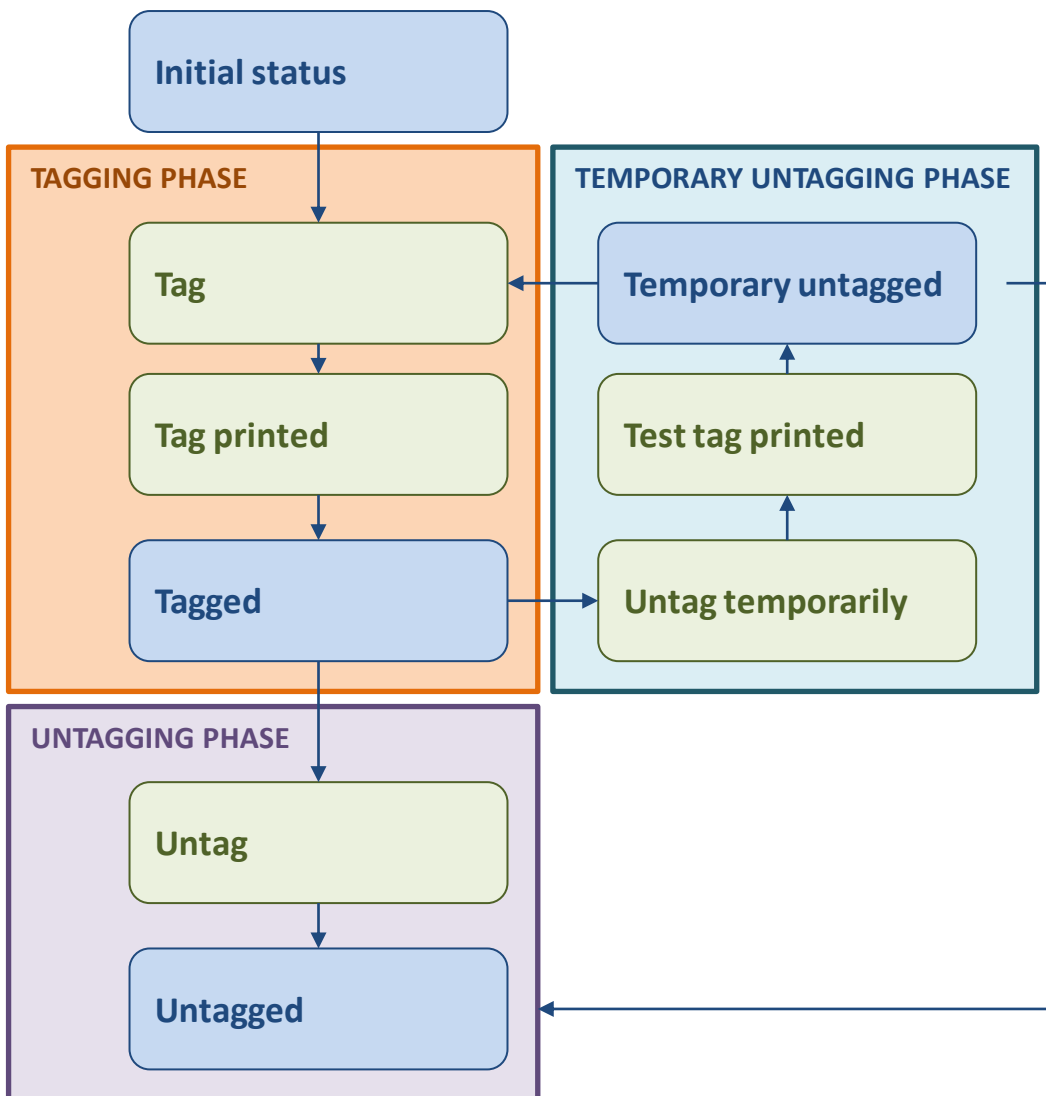 Initial status
TAGGING PHASE
Tag
Tag printed
Tagged
TEMPORARY UNTAGGING PHASE
Temporary untagged
Test tag printed
Untag temporarily
UNTAGGING PHASE
Untag
Untagged